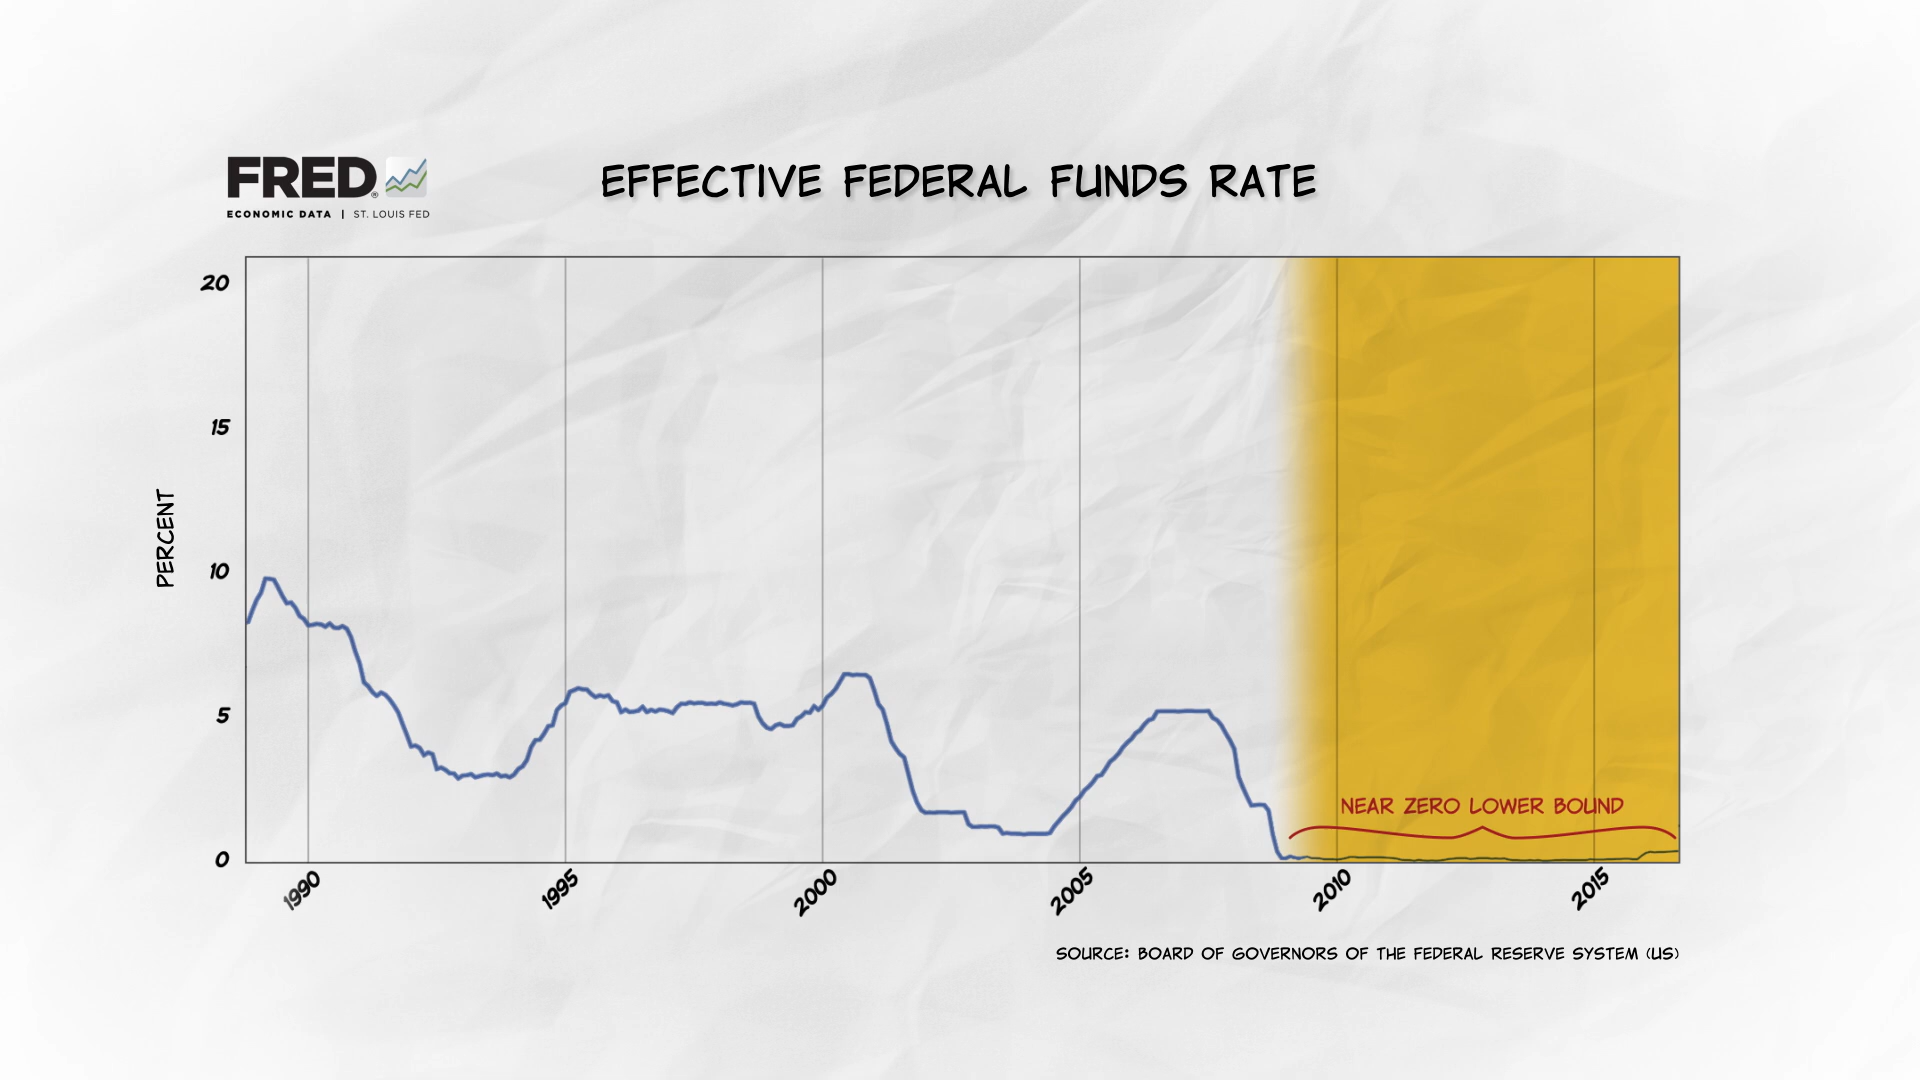 FRED®
ECONOMIC DATA | ST. LOUIS FED
EFFECTIVE FEDERAL FUNDS RATE
20
15
10
5
0
PERCENT
NEAR ZERO LOWER BOUND
1990
1995
2000
2005
2010
2015
SOURCE: BOARD OF GOVERNORS OF THE FEDERAL RESERVE SYSTEM (US)